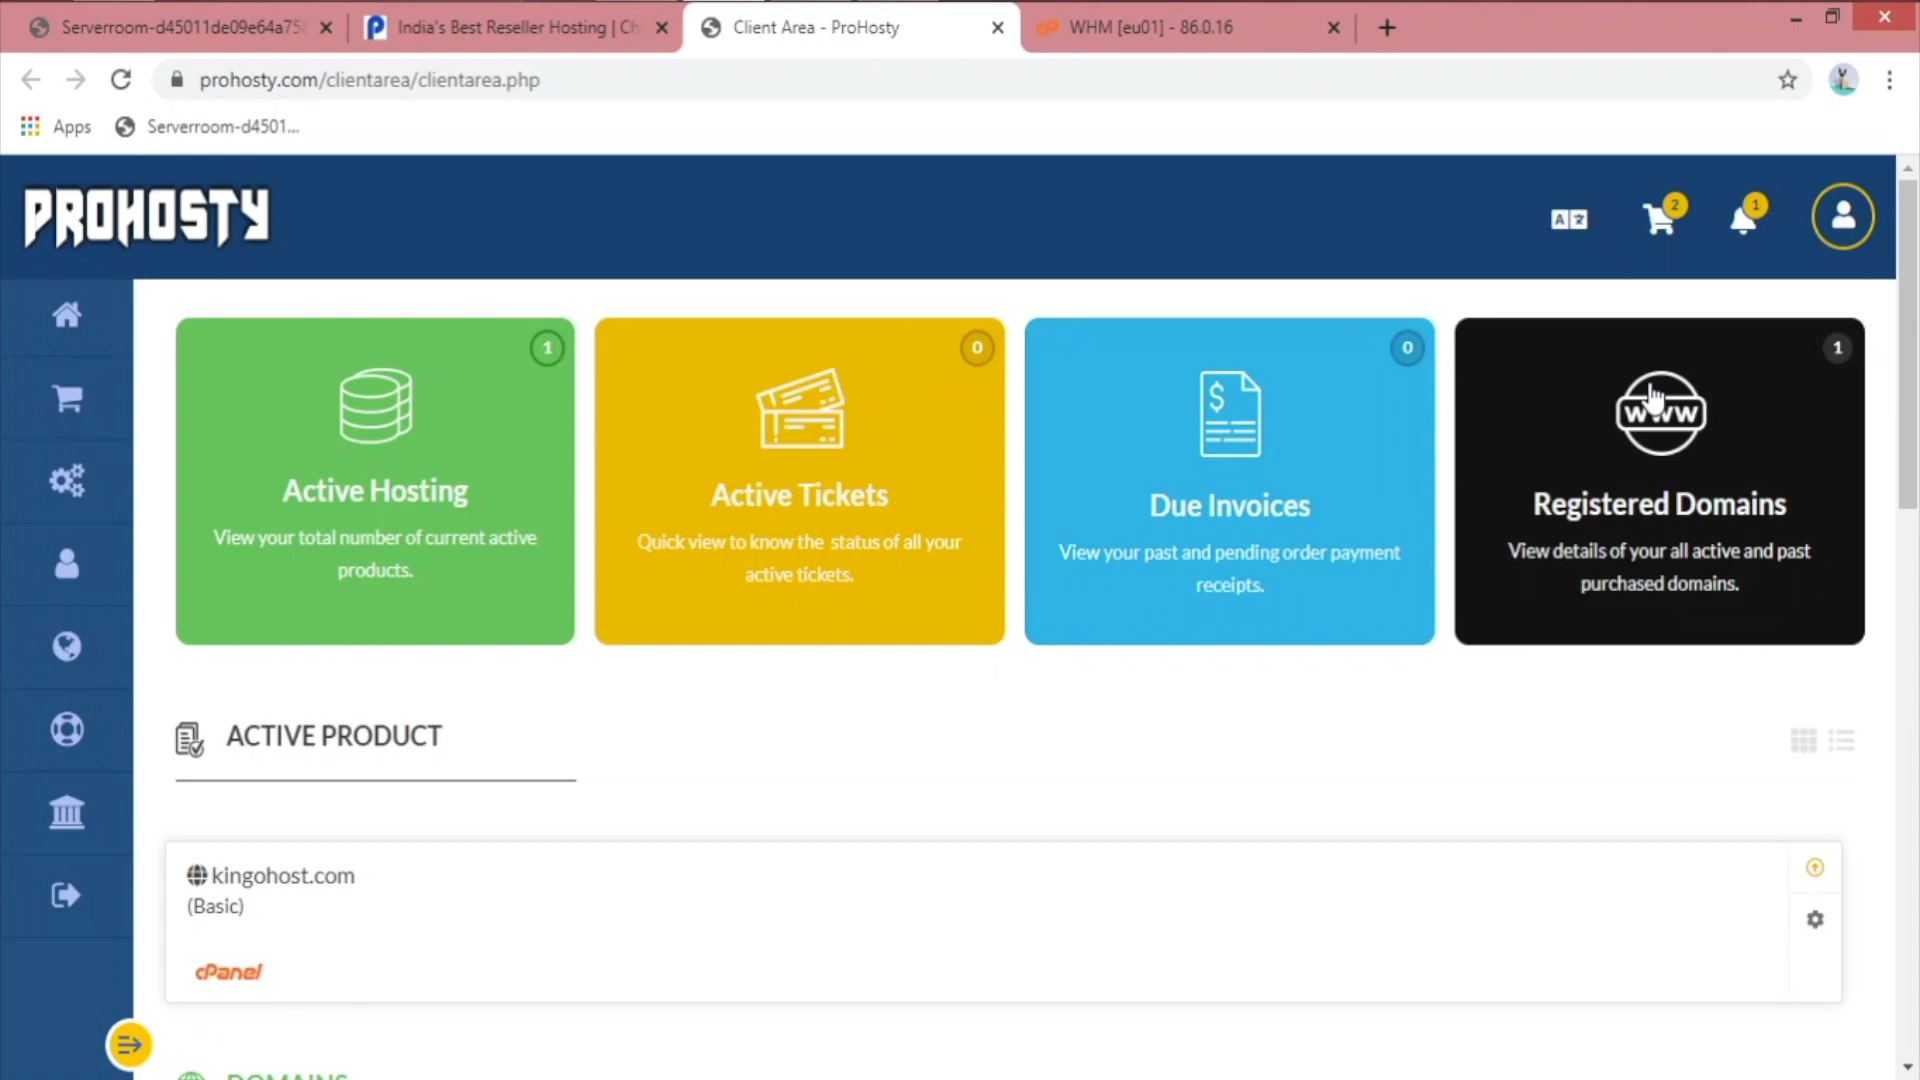 Serverroom-d45011de09e64a75
India's Best Reseller Hosting | Ch
Client Area - ProHosty
WHM [eu01] - 86.0.16
prohosty.com/clientarea/clientarea.php
Apps
Serverroom-d4501...
PROHOSTY
A
2
1
1
Active Hosting
View your total number of current active
products.
0
Active Tickets
Quick view to know the status of all your
active tickets.
0
$
Due Invoices
View your past and pending order payment
receipts.
1
www
Registered Domains
View details of your all active and past
purchased domains.
ACTIVE PRODUCT
kingohost.com
(Basic)
cPanel
DOMAINS